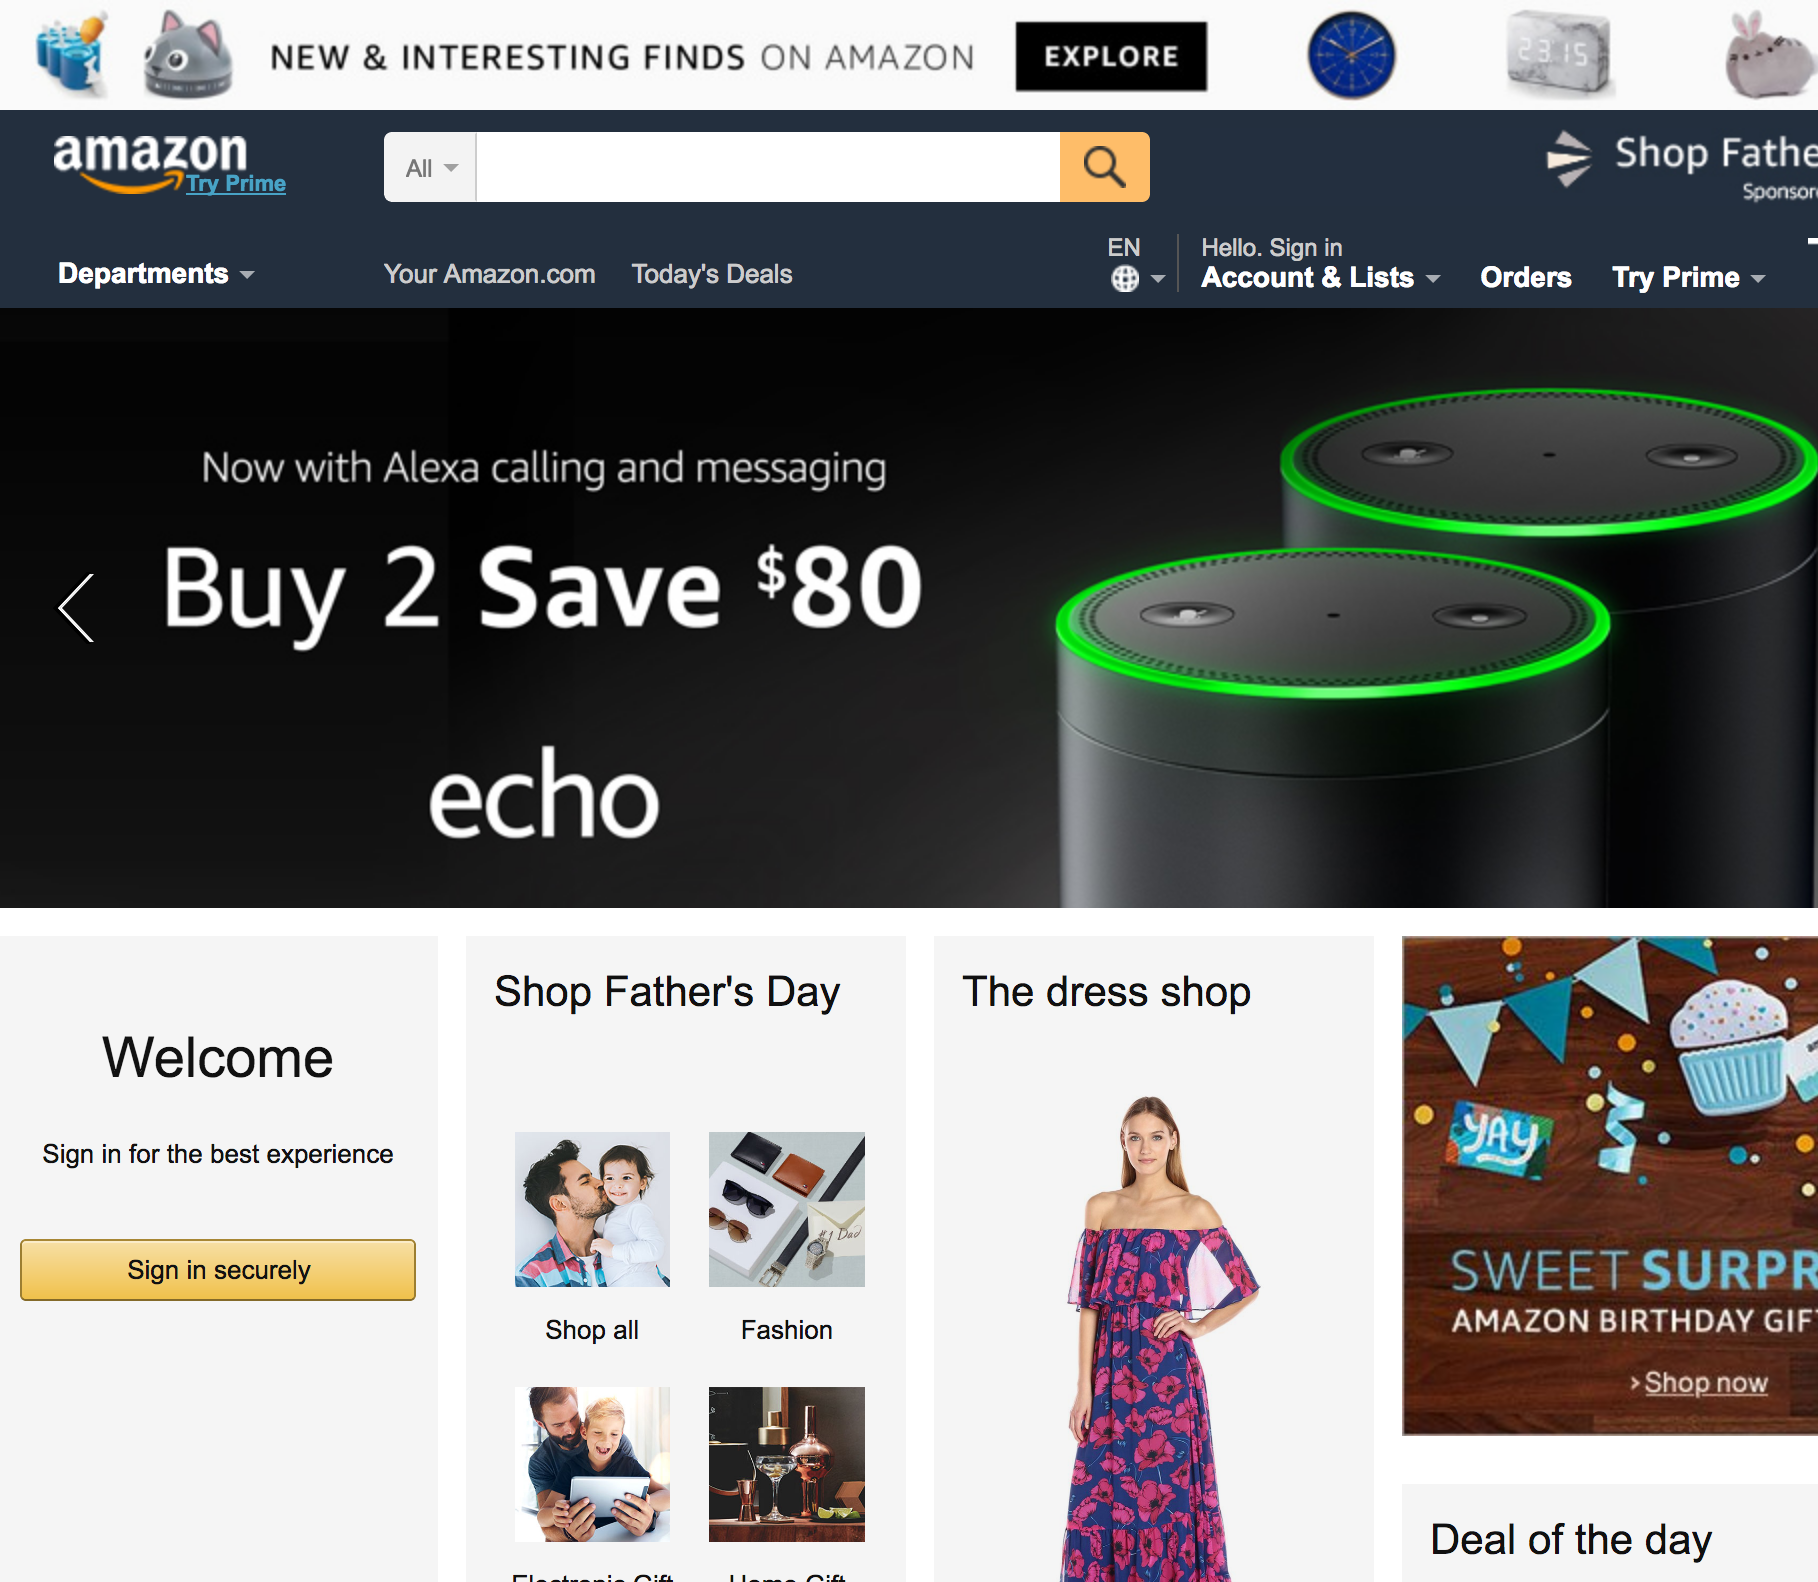 NEW & INTERESTING FINDS ON AMAZON
EXPLORE
23:15
amazon
Try Prime
All
Shop Fathe
Sponsor
Departments
Your Amazon.com
Today's Deals
EN
Hello. Sign in
Account & Lists
Orders
Try Prime
Now with Alexa calling and messaging
Buy 2 Save $80
echo
Welcome
Sign in for the best experience
Sign in securely
Shop Father's Day
#1 Dad
Shop all
Fashion
The dress shop
YAY
SWEET SURPR
AMAZON BIRTHDAY GIF
›Shop now
Deal of the day